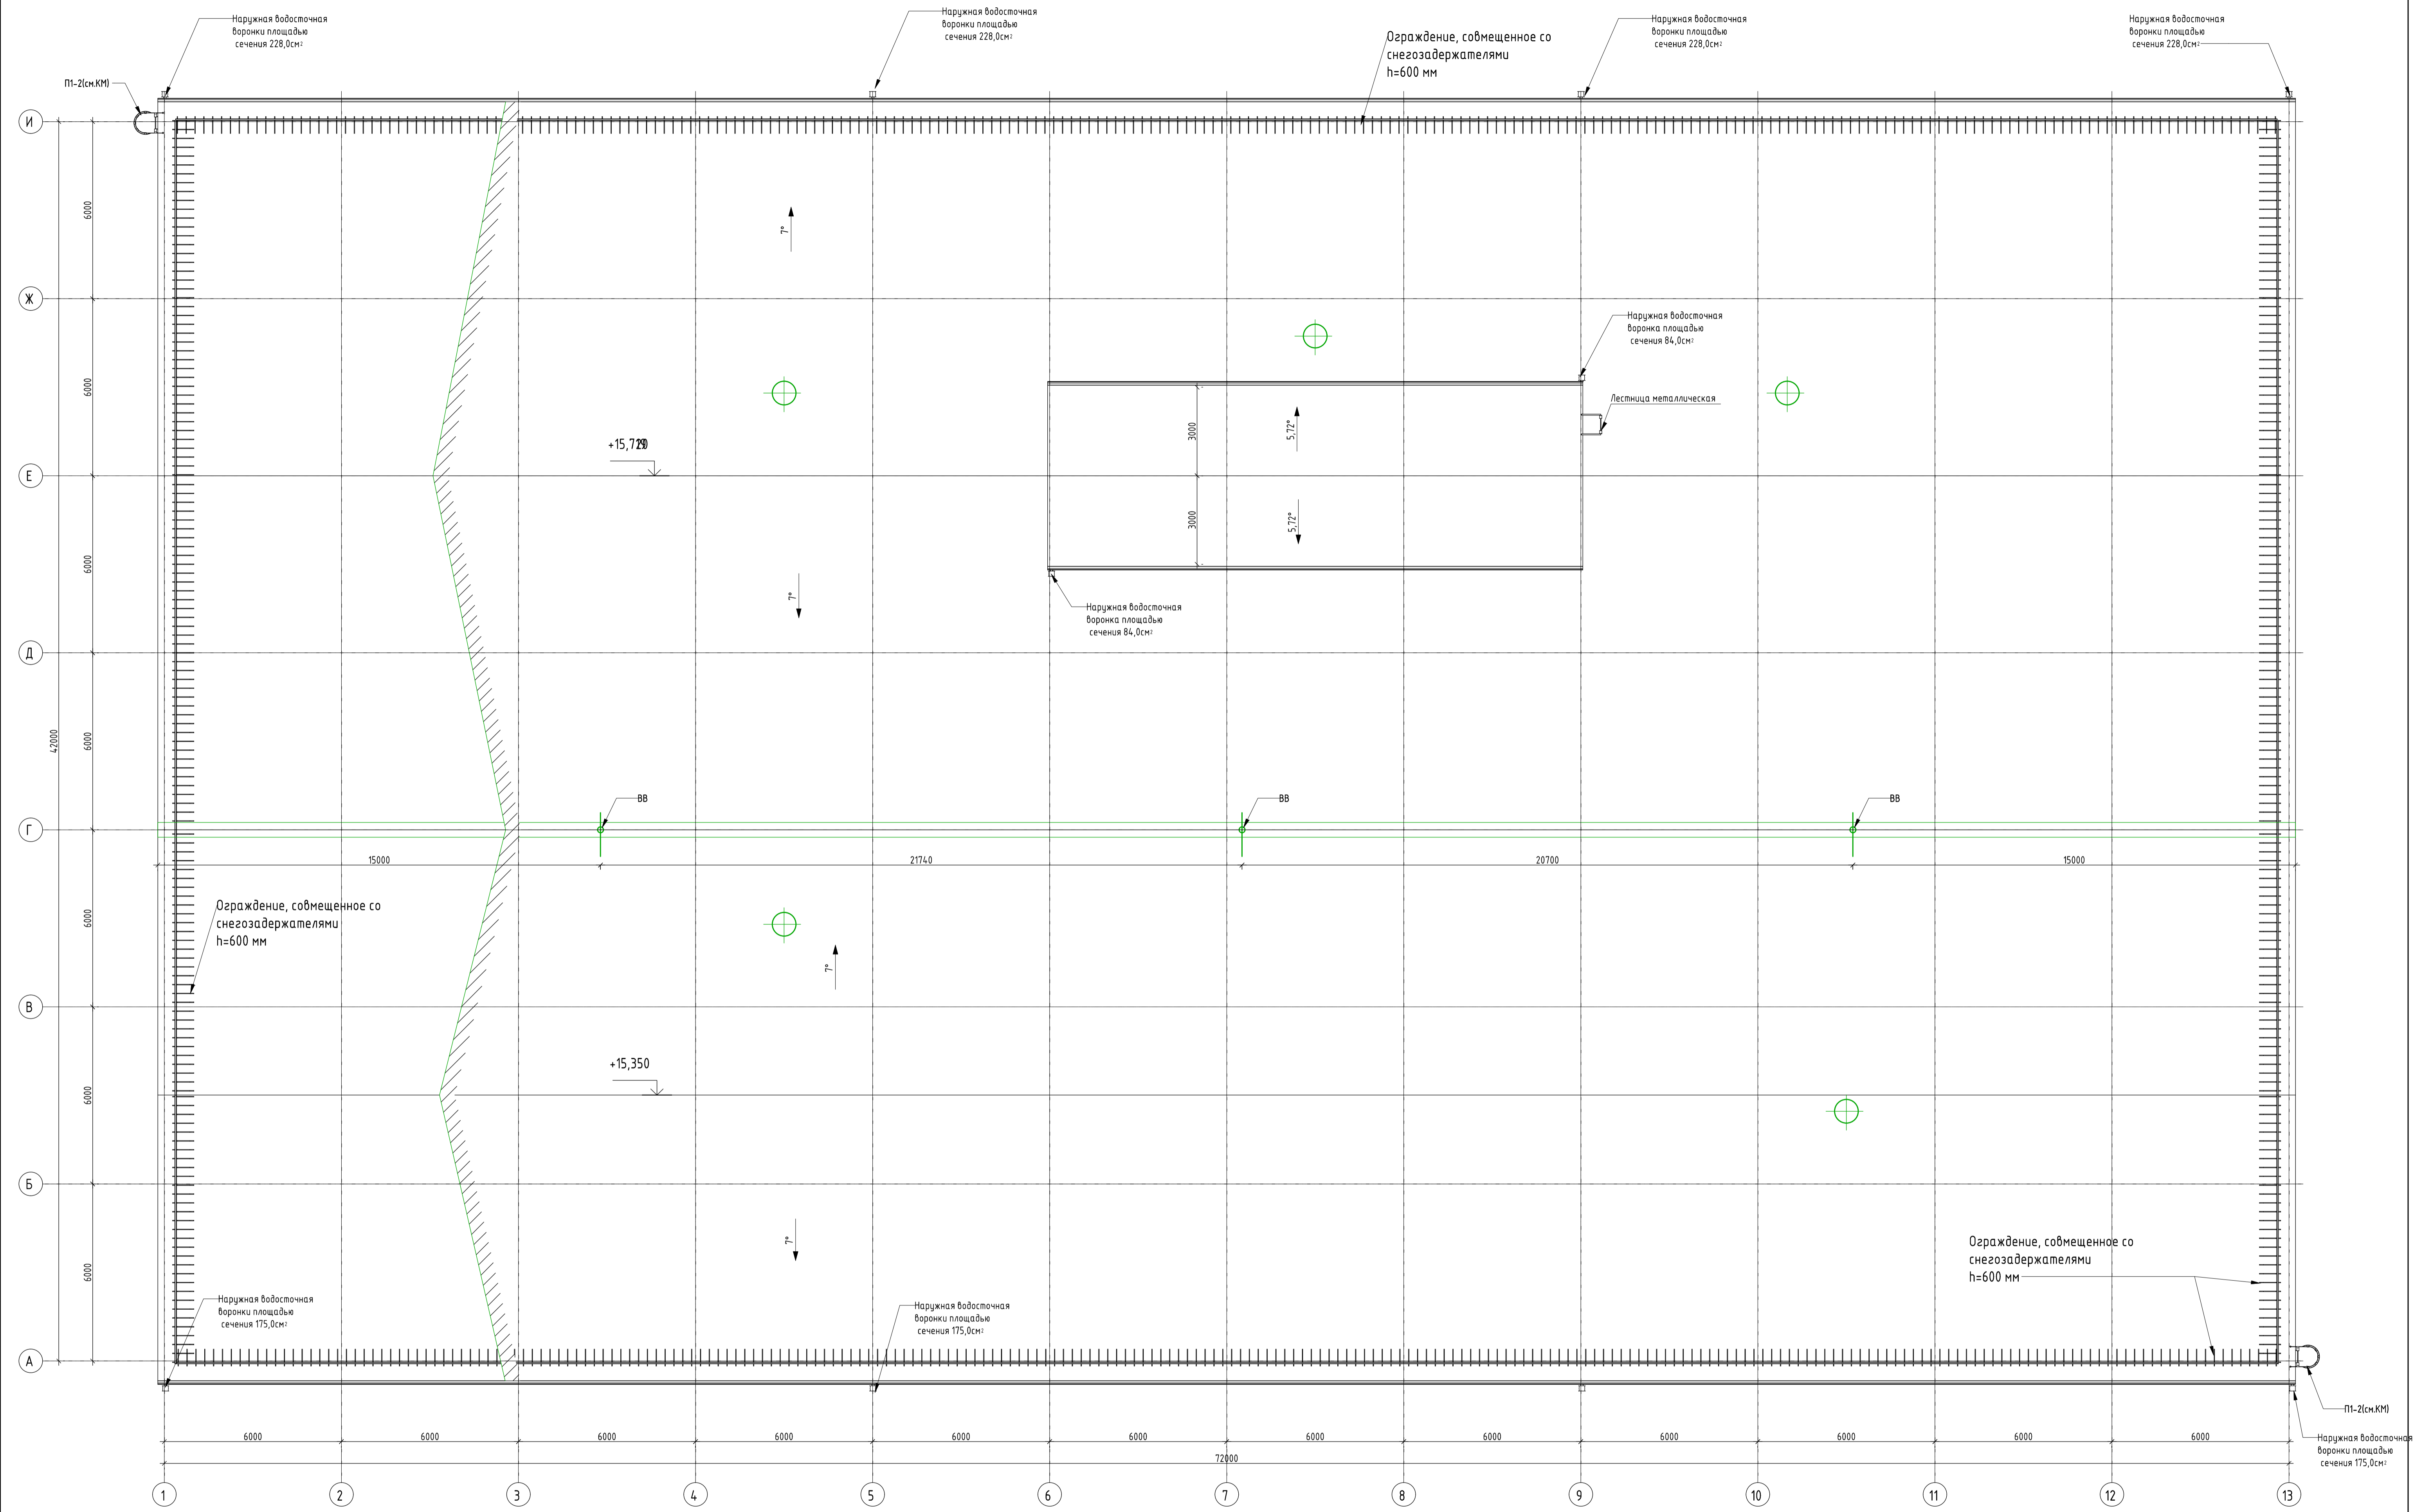 Наружная водосточная
воронки площадью
сечения 228,0см²
Наружная водосточная
воронки площадью
сечения 228,0см²
Ограждение, совмещенное со
снегозадержателями
h=600 мм
Наружная водосточная
воронки площадью
сечения 228,0см²
Наружная водосточная
воронки площадью
сечения 228,0см²
П1-2(см.КМ)
И
6000
7°
Ж
Наружная водосточная
воронка площадью
сечения 84,0см²
6000
Лестница металлическая
3000
5,72°
Е
6000
3000
5,72°
7°
Наружная водосточная
воронка площадью
сечения 84,0см²
Д
42000
6000
ВВ
ВВ
ВВ
Г
15000
21740
20700
15000
Ограждение, совмещенное со
снегозадержателями
h=600 мм
6000
7°
В
+15,350
6000
Б
7°
Ограждение, совмещенное со
снегозадержателями
h=600 мм
6000
Наружная водосточная
воронки площадью
сечения 175,0см²
Наружная водосточная
воронки площадью
сечения 175,0см²
А
П1-2(см.КМ)
6000
6000
6000
6000
6000
6000
6000
6000
6000
6000
6000
6000
Наружная водосточная
воронки площадью
сечения 175,0см²
72000
1
2
3
4
5
6
7
8
9
10
11
12
13